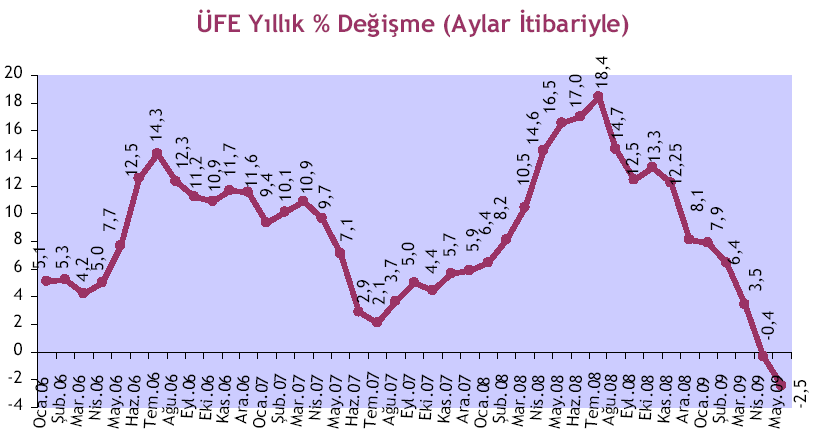 ÜFE Yıllık % Değişme (Aylar İtibariyle)
20
18
16
14
12
10
8
6
4
2
0
-2
-4
5,1
5,3
4,2
5,0
7,7
12,5
14,3
12,3
11,2
10,9
11,7
11,6
9,4
10,1
10,9
9,7
7,1
2,9
2,1
3,7
5,0
4,4
5,7
5,9
6,4
8,2
10,5
14,6
16,5
17,0
18,4
14,7
12,5
13,3
12,25
8,1
7,9
6,4
3,5
-0,4
-2,5
Oca.06
Şub.06
Mar.06
Nis.06
May.06
Haz.06
Tem.06
Ağu.06
Eyl.06
Eki.06
Kas.06
Ara.06
Oca.07
Şub.07
Mar.07
Nis.07
May.07
Haz.07
Tem.07
Ağu.07
Eyl.07
Eki.07
Kas.07
Ara.07
Oca.08
Şub.08
Mar.08
Nis.08
May.08
Haz.08
Tem.08
Ağu.08
Eyl.08
Eki.08
Kas.08
Ara.08
Oca.09
Şub.09
Mar.09
Nis.09
May.09